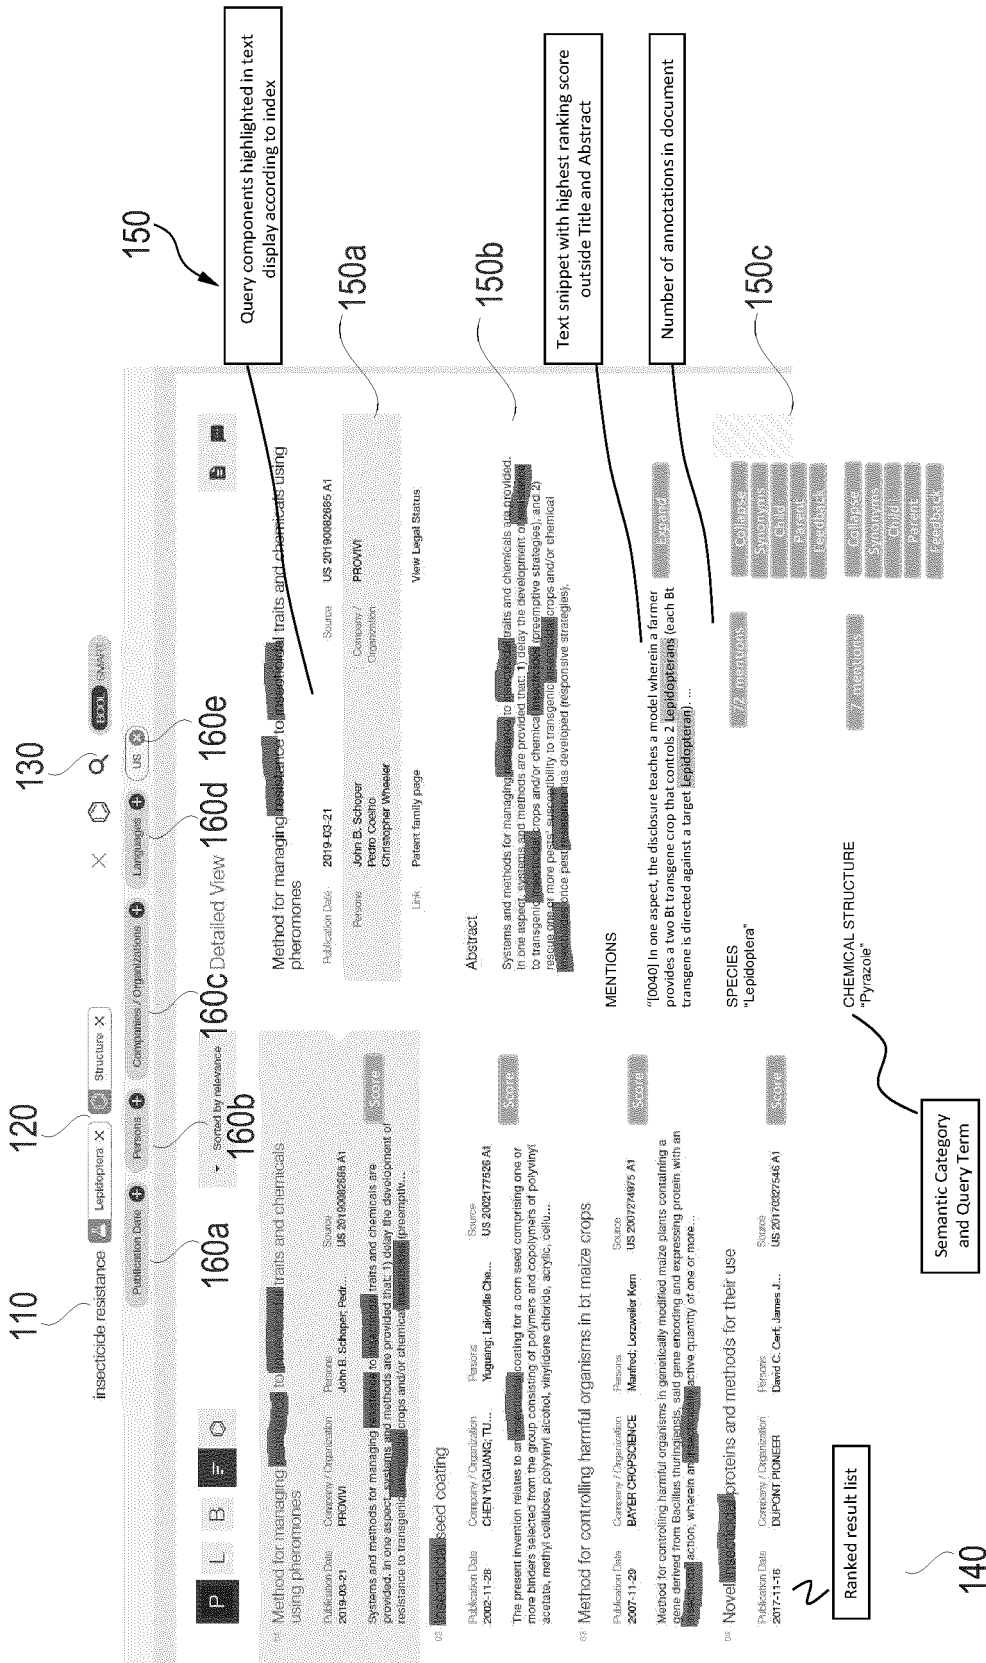 110
120
130
150
Query components highlighted in text
display according to index
insecticide resistance
Lepidoptera X
Structure X
BOOL
SMART
P
L
B
Publication Date
Persons
Companies / Organizations
Languages
US
160a
160b
160c
160d
160e
Sorted by relevance
Detailed View
Method for managing
to
traits and chemicals
using pheromones
Publication Date
Company / Organization
Persons
Source
2019-03-21
PROVIVI
John B. Schoper; Pedr...
US 20190082685 A1
Systems and methods for managing resistance to insecticidal traits and chemicals are
provided. In one aspect, systems and methods are provided that: 1) delay the development of
resistance to transgenic
crops and/or chemical
(preemptiv...
Score
02
Insecticidal seed coating
Publication Date
Company / Organization
Persons
Source
2002-11-28
CHEN YUGUANG; TU...
Yuguang; Lakeville Che...
US 2002177526 A1
The present invention relates to an
coating for a corn seed comprising one or
more binders selected from the group consisting of polymers and copolymers of polyvinyl
acetate, methyl cellulose, polyvinyl alcohol, vinylidene chloride, acrylic, cellu...
Score
03
Method for controlling harmful organisms in bt maize crops
Publication Date
Company / Organization
Persons
Source
2007-11-29
BAYER CROPSCIENCE
Manfred; Lorzweiler Kern
US 2007274975 A1
Method for controlling harmful organisms in genetically modified maize plants containing a
gene derived from Bacillus thuringiensis, said gene encoding and expressing protein with an
action, wherein an
active quantity of one or more...
Score
04
Novel insecticidal proteins and methods for their use
Publication Date
Company / Organization
Persons
Source
2017-11-16
DUPONT PIONEER
David C. Cerf, James J...
US 20170327546 A1
Score
Ranked result list
140
Method for managing resistance to insecticidal traits and chemicals using
pheromones
Publication Date
2019-03-21
Source
US 20190082685 A1
Persons
John B. Schoper
Pedro Coelho
Christopher Wheeler
Company /
Organization
PROVIVI
Link
Patent family page
View Legal Status
150a
Abstract
Systems and methods for managing resistance to
traits and chemicals are provided.
In one aspect, systems and methods are provided that: 1) delay the development of resistance
to transgenic
crops and/or chemical
(preemptive strategies), and 2)
rescue one or more pests' susceptibility to transgenic
crops and/or chemical
once pest
has developed (responsive strategies).
150b
Text snippet with highest ranking score
outside Title and Abstract
MENTIONS
Expand
"[0040] In one aspect, the disclosure teaches a model wherein a farmer
provides a two Bt transgene crop that controls 2 Lepidopterans (each Bt
transgene is directed against a target Lepidopteran). ...
Number of annotations in document
SPECIES
"Lepidoptera"
72 mentions
Collapse
Synonyms
Child
Parent
Feedback
150c
CHEMICAL STRUCTURE
"Pyrazole"
7 mentions
Collapse
Synonyms
Child
Parent
Feedback
Semantic Category
and Query Term